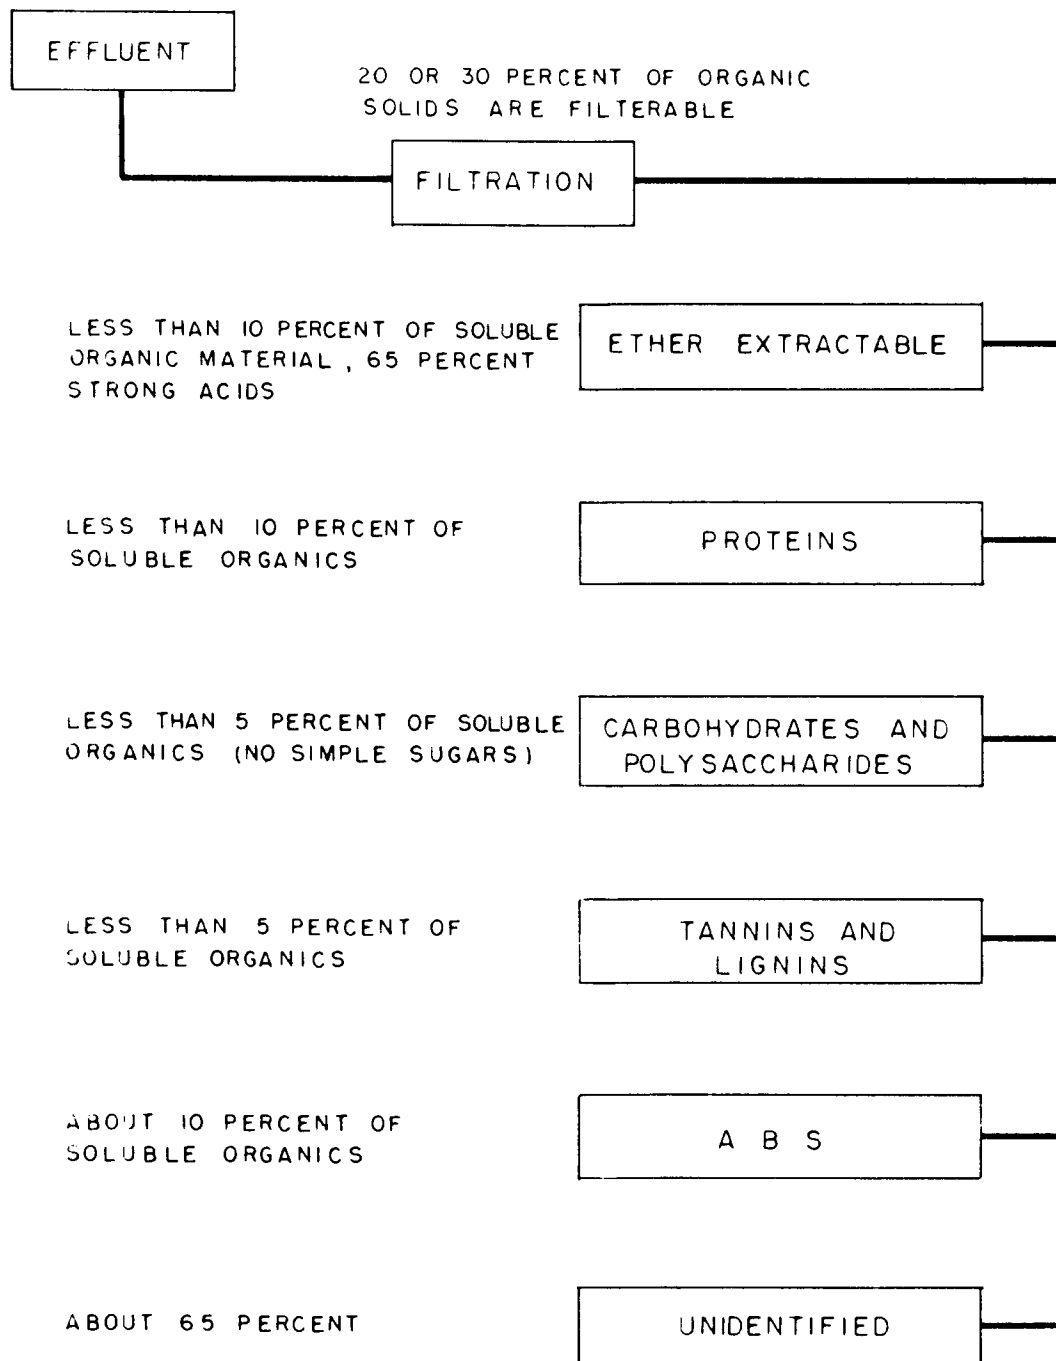 EFFLUENT
20 OR 30 PERCENT OF ORGANIC
SOLIDS ARE FILTERABLE
FILTRATION
LESS THAN 10 PERCENT OF SOLUBLE
ORGANIC MATERIAL, 65 PERCENT
STRONG ACIDS
ETHER EXTRACTABLE
LESS THAN 10 PERCENT OF
SOLUBLE ORGANICS
PROTEINS
LESS THAN 5 PERCENT OF SOLUBLE
ORGANICS (NO SIMPLE SUGARS)
CARBOHYDRATES AND
POLYSACCHARIDES
LESS THAN 5 PERCENT OF
SOLUBLE ORGANICS
TANNINS AND
LIGNINS
ABOUT 10 PERCENT OF
SOLUBLE ORGANICS
A B S
ABOUT 65 PERCENT
UNIDENTIFIED